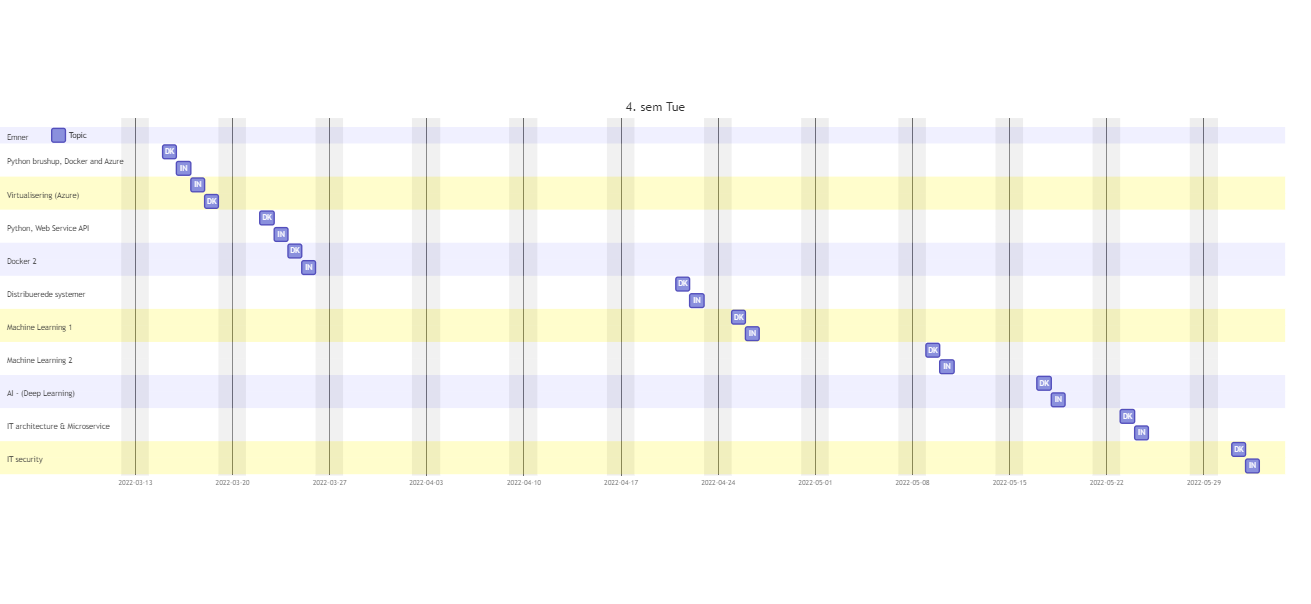 4. sem Tue
Emner Topic
DK
Python brushup, Docker and Azure
IN
IN
Virtualisering (Azure)
DK
DK
Python, Web Service API
IN
DK
Docker 2
IN
DK
Distribuerede systemer
IN
DK
Machine Learning 1
IN
DK
Machine Learning 2
IN
DK
AI - (Deep Learning)
IN
DK
IT architecture & Microservice
IN
DK
IT security
IN
2022-03-13 2022-03-20 2022-03-27 2022-04-03 2022-04-10 2022-04-17 2022-04-24 2022-05-01 2022-05-08 2022-05-15 2022-05-22 2022-05-29